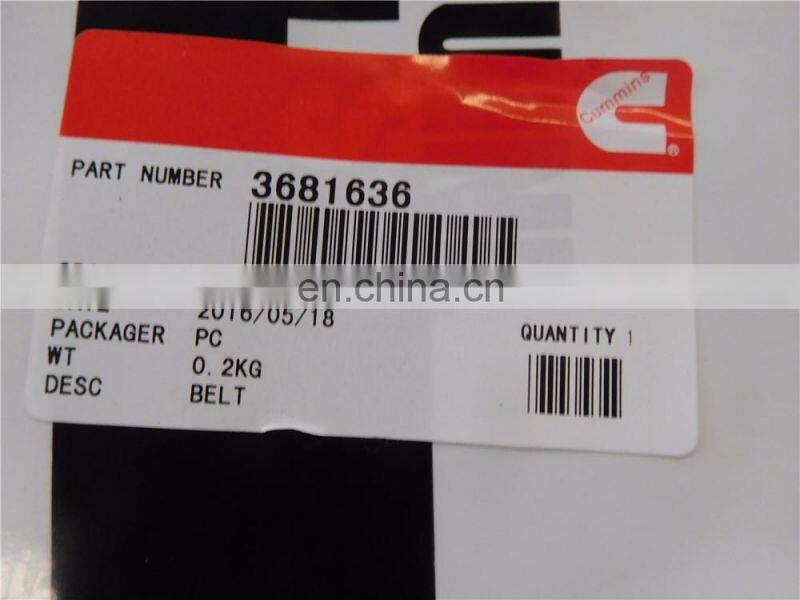 Cummins
®
PART NUMBER 3681636
en.china.cn
2016/05/18
PACKAGER PC
QUANTITY 1
WT 0.2KG
DESC BELT